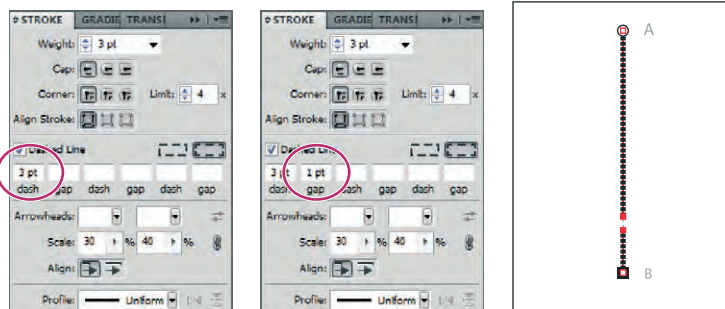 STROKE GRADIE TRANSI
Weight: 3 pt
Cap:
Corner: Limit: 4 x
Align Stroke:
Dashed Line
3 pt
dash gap dash gap dash gap
Arrowheads:
Scale: 30 % 40 %
Align:
Profile: Uniform
STROKE GRADIE TRANSI
Weight: 3 pt
Cap:
Corner: Limit: 4 x
Align Stroke:
Dashed Line
3 pt 1 pt
dash gap dash gap dash gap
Arrowheads:
Scale: 30 % 40 %
Align:
Profile: Uniform
A
B